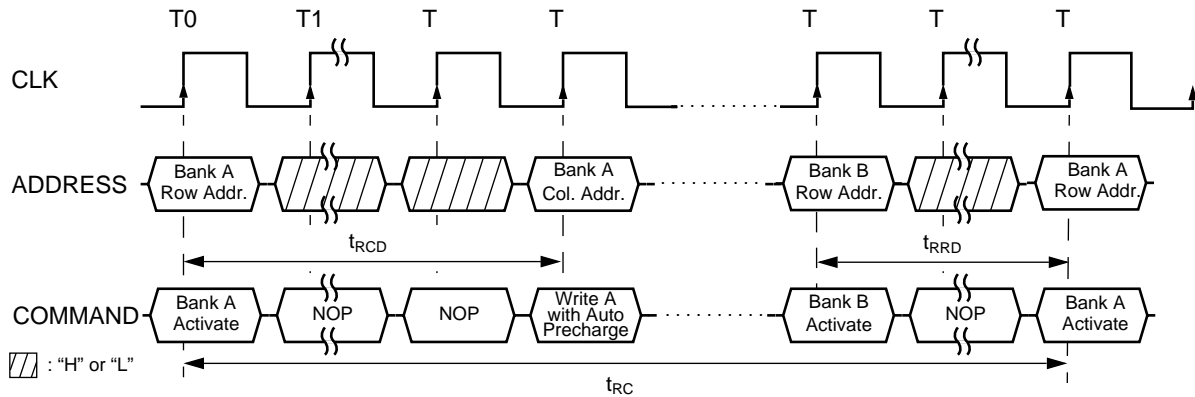 T0 T1 T T T T T
CLK
ADDRESS
Bank A
Row Addr.
Bank A
Col. Addr.
Bank B
Row Addr.
Bank A
Row Addr.
tRCD
tRRD
COMMAND
Bank A
Activate
NOP
NOP
Write A
with Auto
Precharge
Bank B
Activate
NOP
Bank A
Activate
: “H” or “L”
tRC